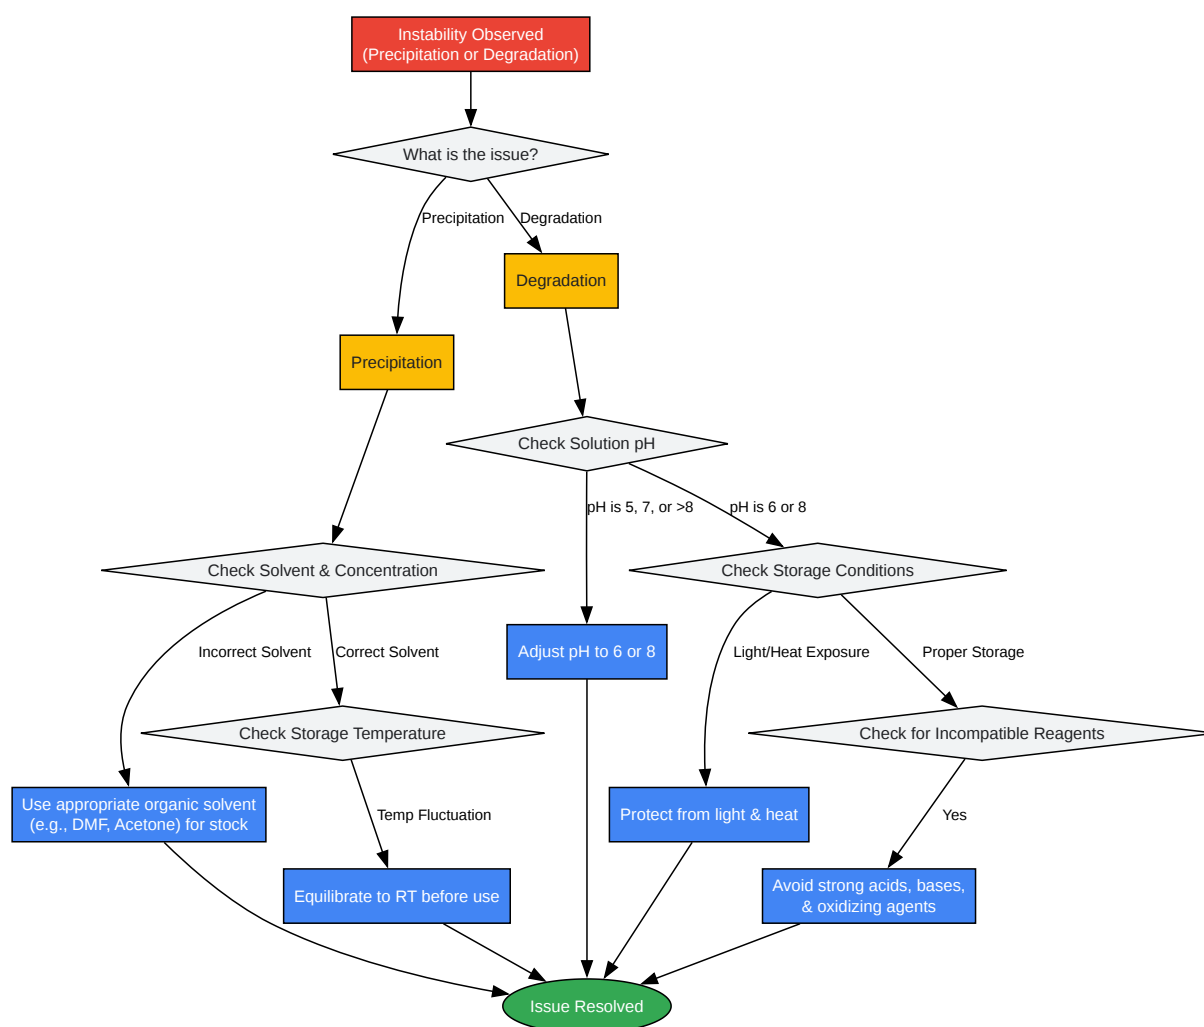 Instability Observed
(Precipitation or Degradation)
What is the issue?
Precipitation
Degradation
Degradation
Precipitation
Check Solution pH
pH is 5, 7, or >8
pH is 6 or 8
Check Solvent & Concentration
Check Storage Conditions
Incorrect Solvent
Correct Solvent
Adjust pH to 6 or 8
Light/Heat Exposure
Proper Storage
Check Storage Temperature
Check for Incompatible Reagents
Use appropriate organic solvent
(e.g., DMF, Acetone) for stock
Temp Fluctuation
Protect from light & heat
Yes
Equilibrate to RT before use
Avoid strong acids, bases,
& oxidizing agents
Issue Resolved